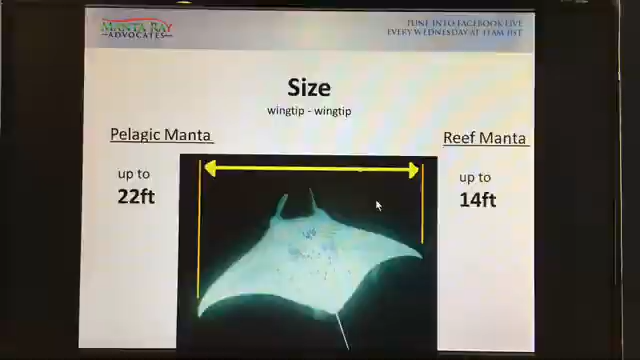 MANTA RAY
ADVOCATES
TUNE INTO FACEBOOK LIVE
EVERY WEDNESDAY AT 11AM HST
Size
wingtip - wingtip
Pelagic Manta
up to
22ft
Reef Manta
up to
14ft